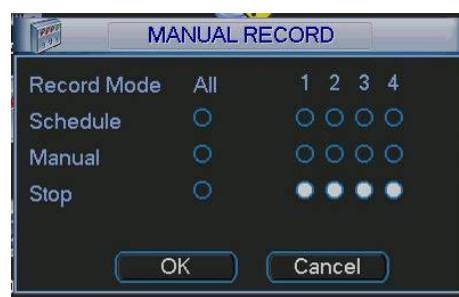 MANUAL RECORD
Record Mode All 1 2 3 4
Schedule
Manual
Stop
OK Cancel